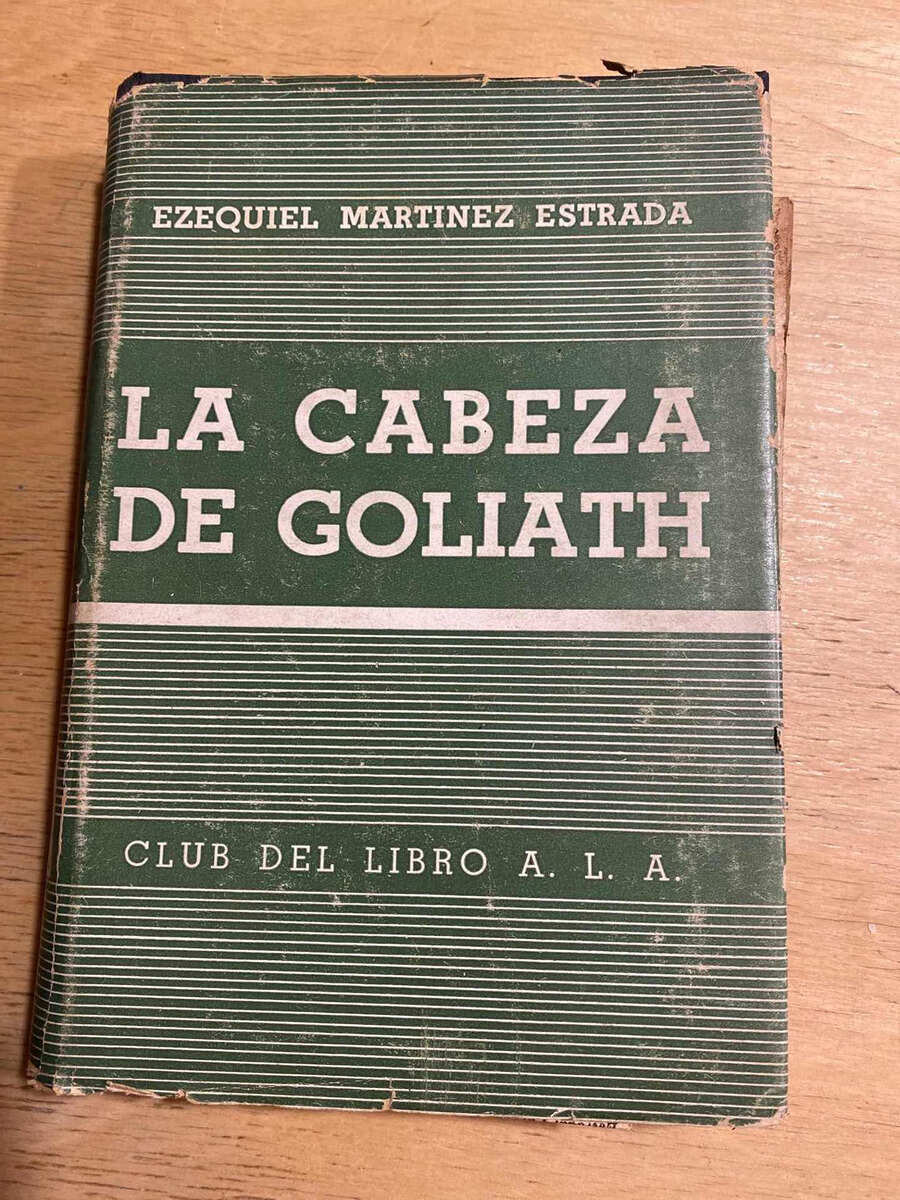 EZEQUIEL MARTINEZ ESTRADA
LA CABEZA
DE GOLIATH
CLUB DEL LIBRO A. L. A.